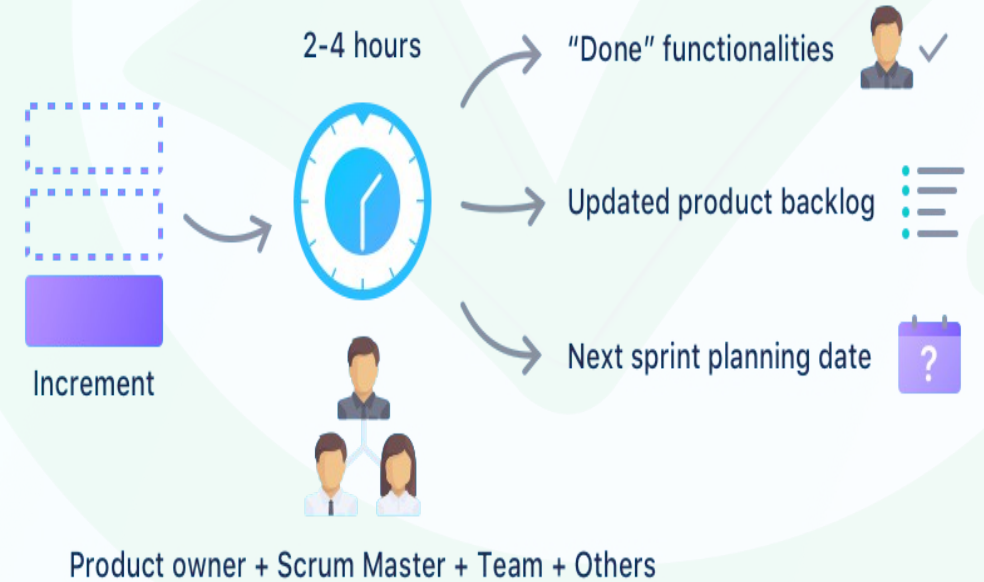 2-4 hours
“Done” functionalities
Updated product backlog
Increment
Next sprint planning date
?
Product owner + Scrum Master + Team + Others